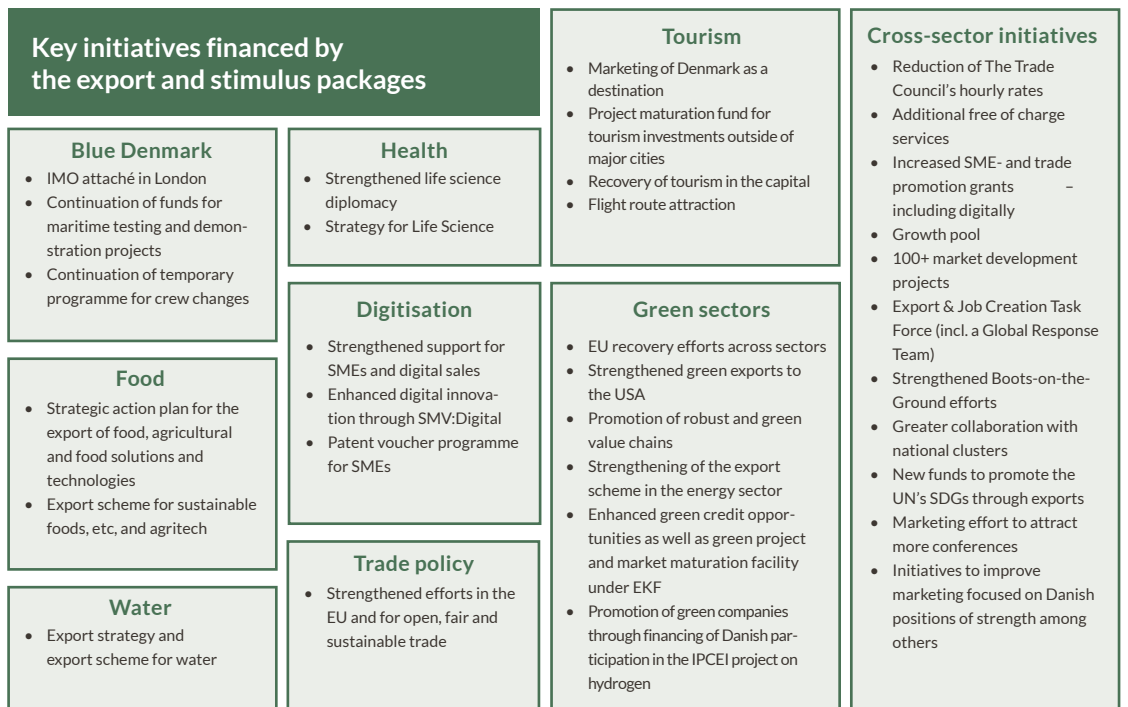 Key initiatives financed by
the export and stimulus packages
Blue Denmark
• IMO attaché in London
• Continuation of funds for
maritime testing and demon-
stration projects
• Continuation of temporary
programme for crew changes
Food
• Strategic action plan for the
export of food, agricultural
and food solutions and
technologies
• Export scheme for sustainable
foods, etc, and agritech
Water
• Export strategy and
export scheme for water
Health
• Strengthened life science
diplomacy
• Strategy for Life Science
Digitisation
• Strengthened support for
SMEs and digital sales
• Enhanced digital innova-
tion through SMV:Digital
• Patent voucher programme
for SMEs
Trade policy
• Strengthened efforts in the
EU and for open, fair and
sustainable trade
Tourism
• Marketing of Denmark as a
destination
• Project maturation fund for
tourism investments outside of
major cities
• Recovery of tourism in the capital
• Flight route attraction
Green sectors
• EU recovery efforts across sectors
• Strengthened green exports to
the USA
• Promotion of robust and green
value chains
• Strengthening of the export
scheme in the energy sector
• Enhanced green credit oppor-
tunities as well as green project
and market maturation facility
under EKF
• Promotion of green companies
through financing of Danish par-
ticipation in the IPCEI project on
hydrogen
Cross-sector initiatives
• Reduction of The Trade
Council's hourly rates
• Additional free of charge
services
• Increased SME- and trade
promotion grants –
including digitally
• Growth pool
• 100+ market development
projects
• Export & Job Creation Task
Force (incl. a Global Response
Team)
• Strengthened Boots-on-the-
Ground efforts
• Greater collaboration with
national clusters
• New funds to promote the
UN's SDGs through exports
• Marketing effort to attract
more conferences
• Initiatives to improve
marketing focused on Danish
positions of strength among
others